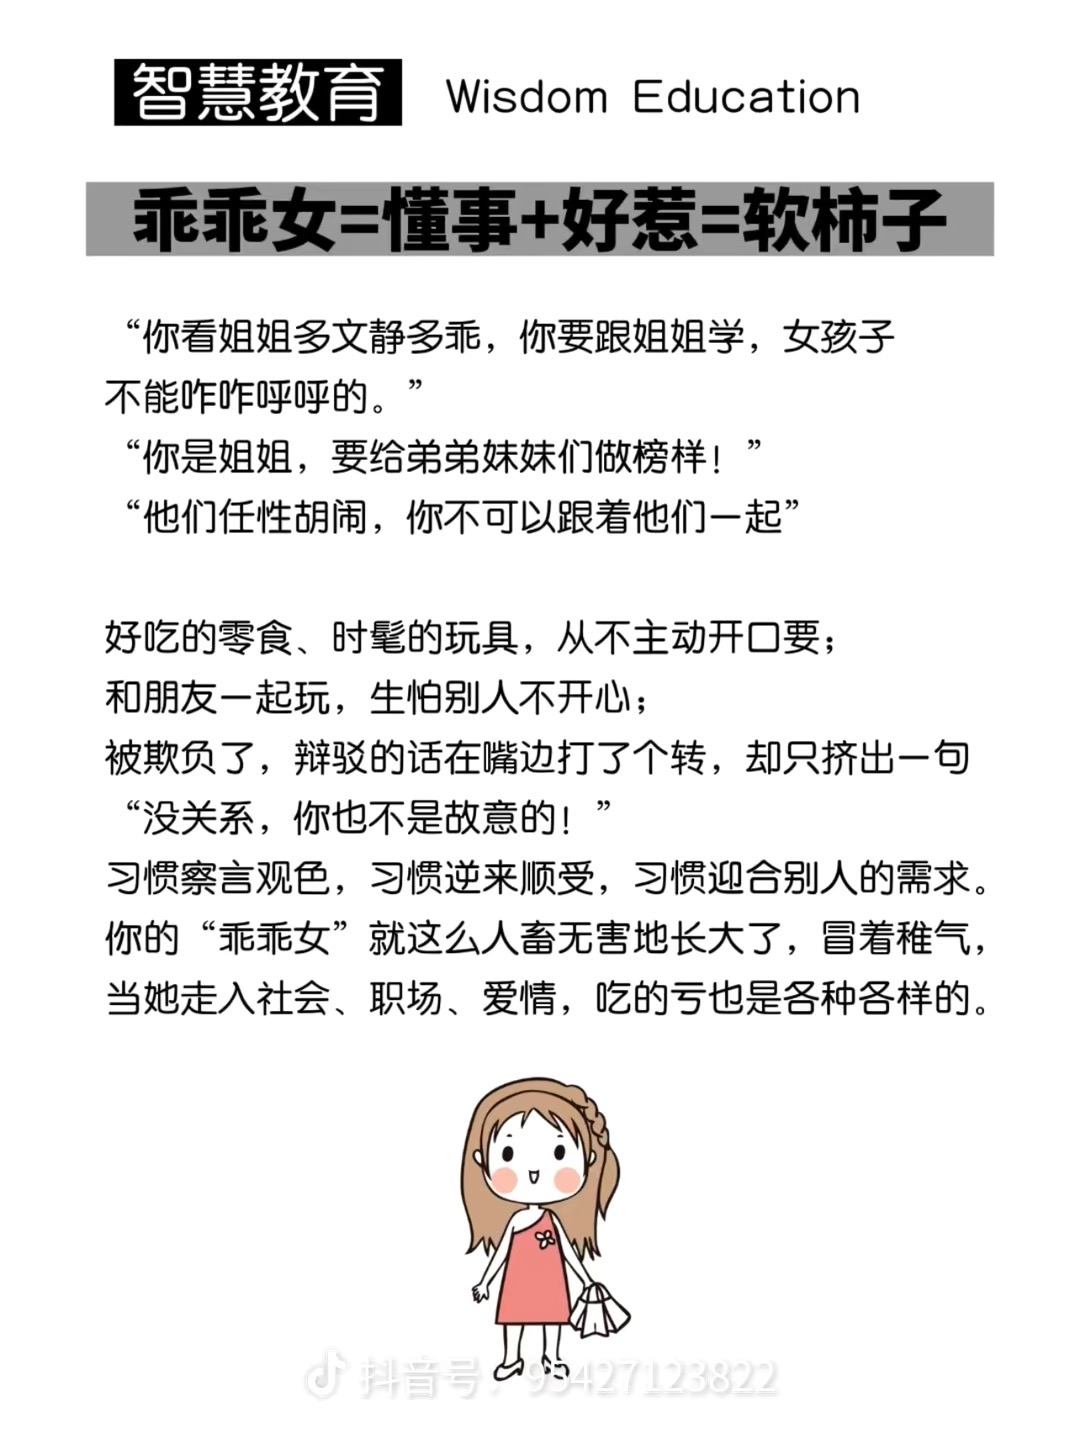 智慧教育 Wisdom Education
乖乖女=懂事+好惹=软柿子
“你看姐姐多文静多乖，你要跟姐姐学，女孩子
不能咋咋呼呼的。”
“你是姐姐，要给弟弟妹妹们做榜样！”
“他们任性胡闹，你不可以跟着他们一起”
好吃的零食、时髦的玩具，从不主动开口要；
和朋友一起玩，生怕别人不开心；
被欺负了，辩驳的话在嘴边打了个转，却只挤出一句
“没关系，你也不是故意的！”
习惯察言观色，习惯逆来顺受，习惯迎合别人的需求。
你的“乖乖女”就这么人畜无害地长大了，冒着稚气，
当她走入社会、职场、爱情，吃的亏也是各种各样的。
抖音号：95427123822